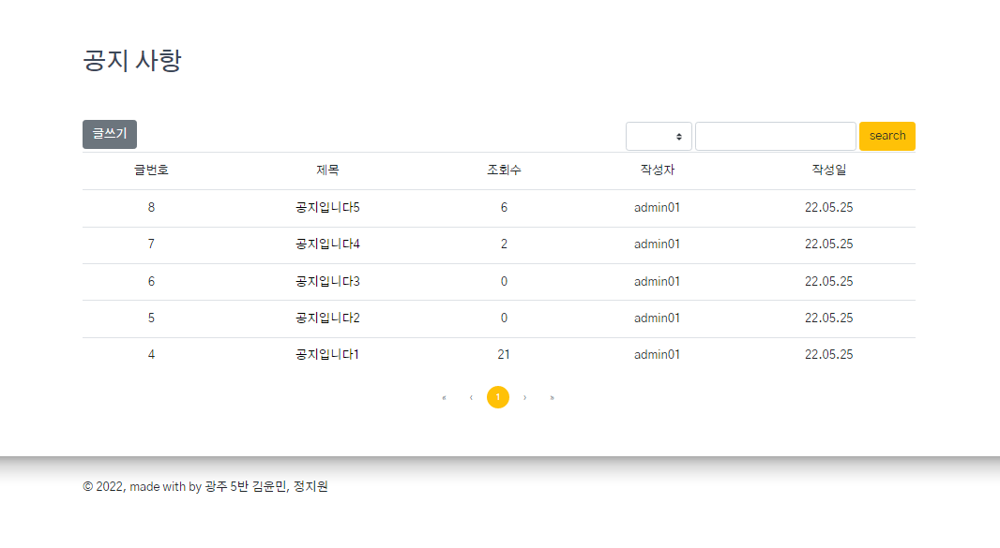 공지 사항
글쓰기 search
글번호 제목 조회수 작성자 작성일
8 공지입니다5 6 admin01 22.05.25
7 공지입니다4 2 admin01 22.05.25
6 공지입니다3 0 admin01 22.05.25
5 공지입니다2 0 admin01 22.05.25
4 공지입니다1 21 admin01 22.05.25
« ‹ 1 › »
© 2022, made with by 광주 5반 김윤민, 정지원